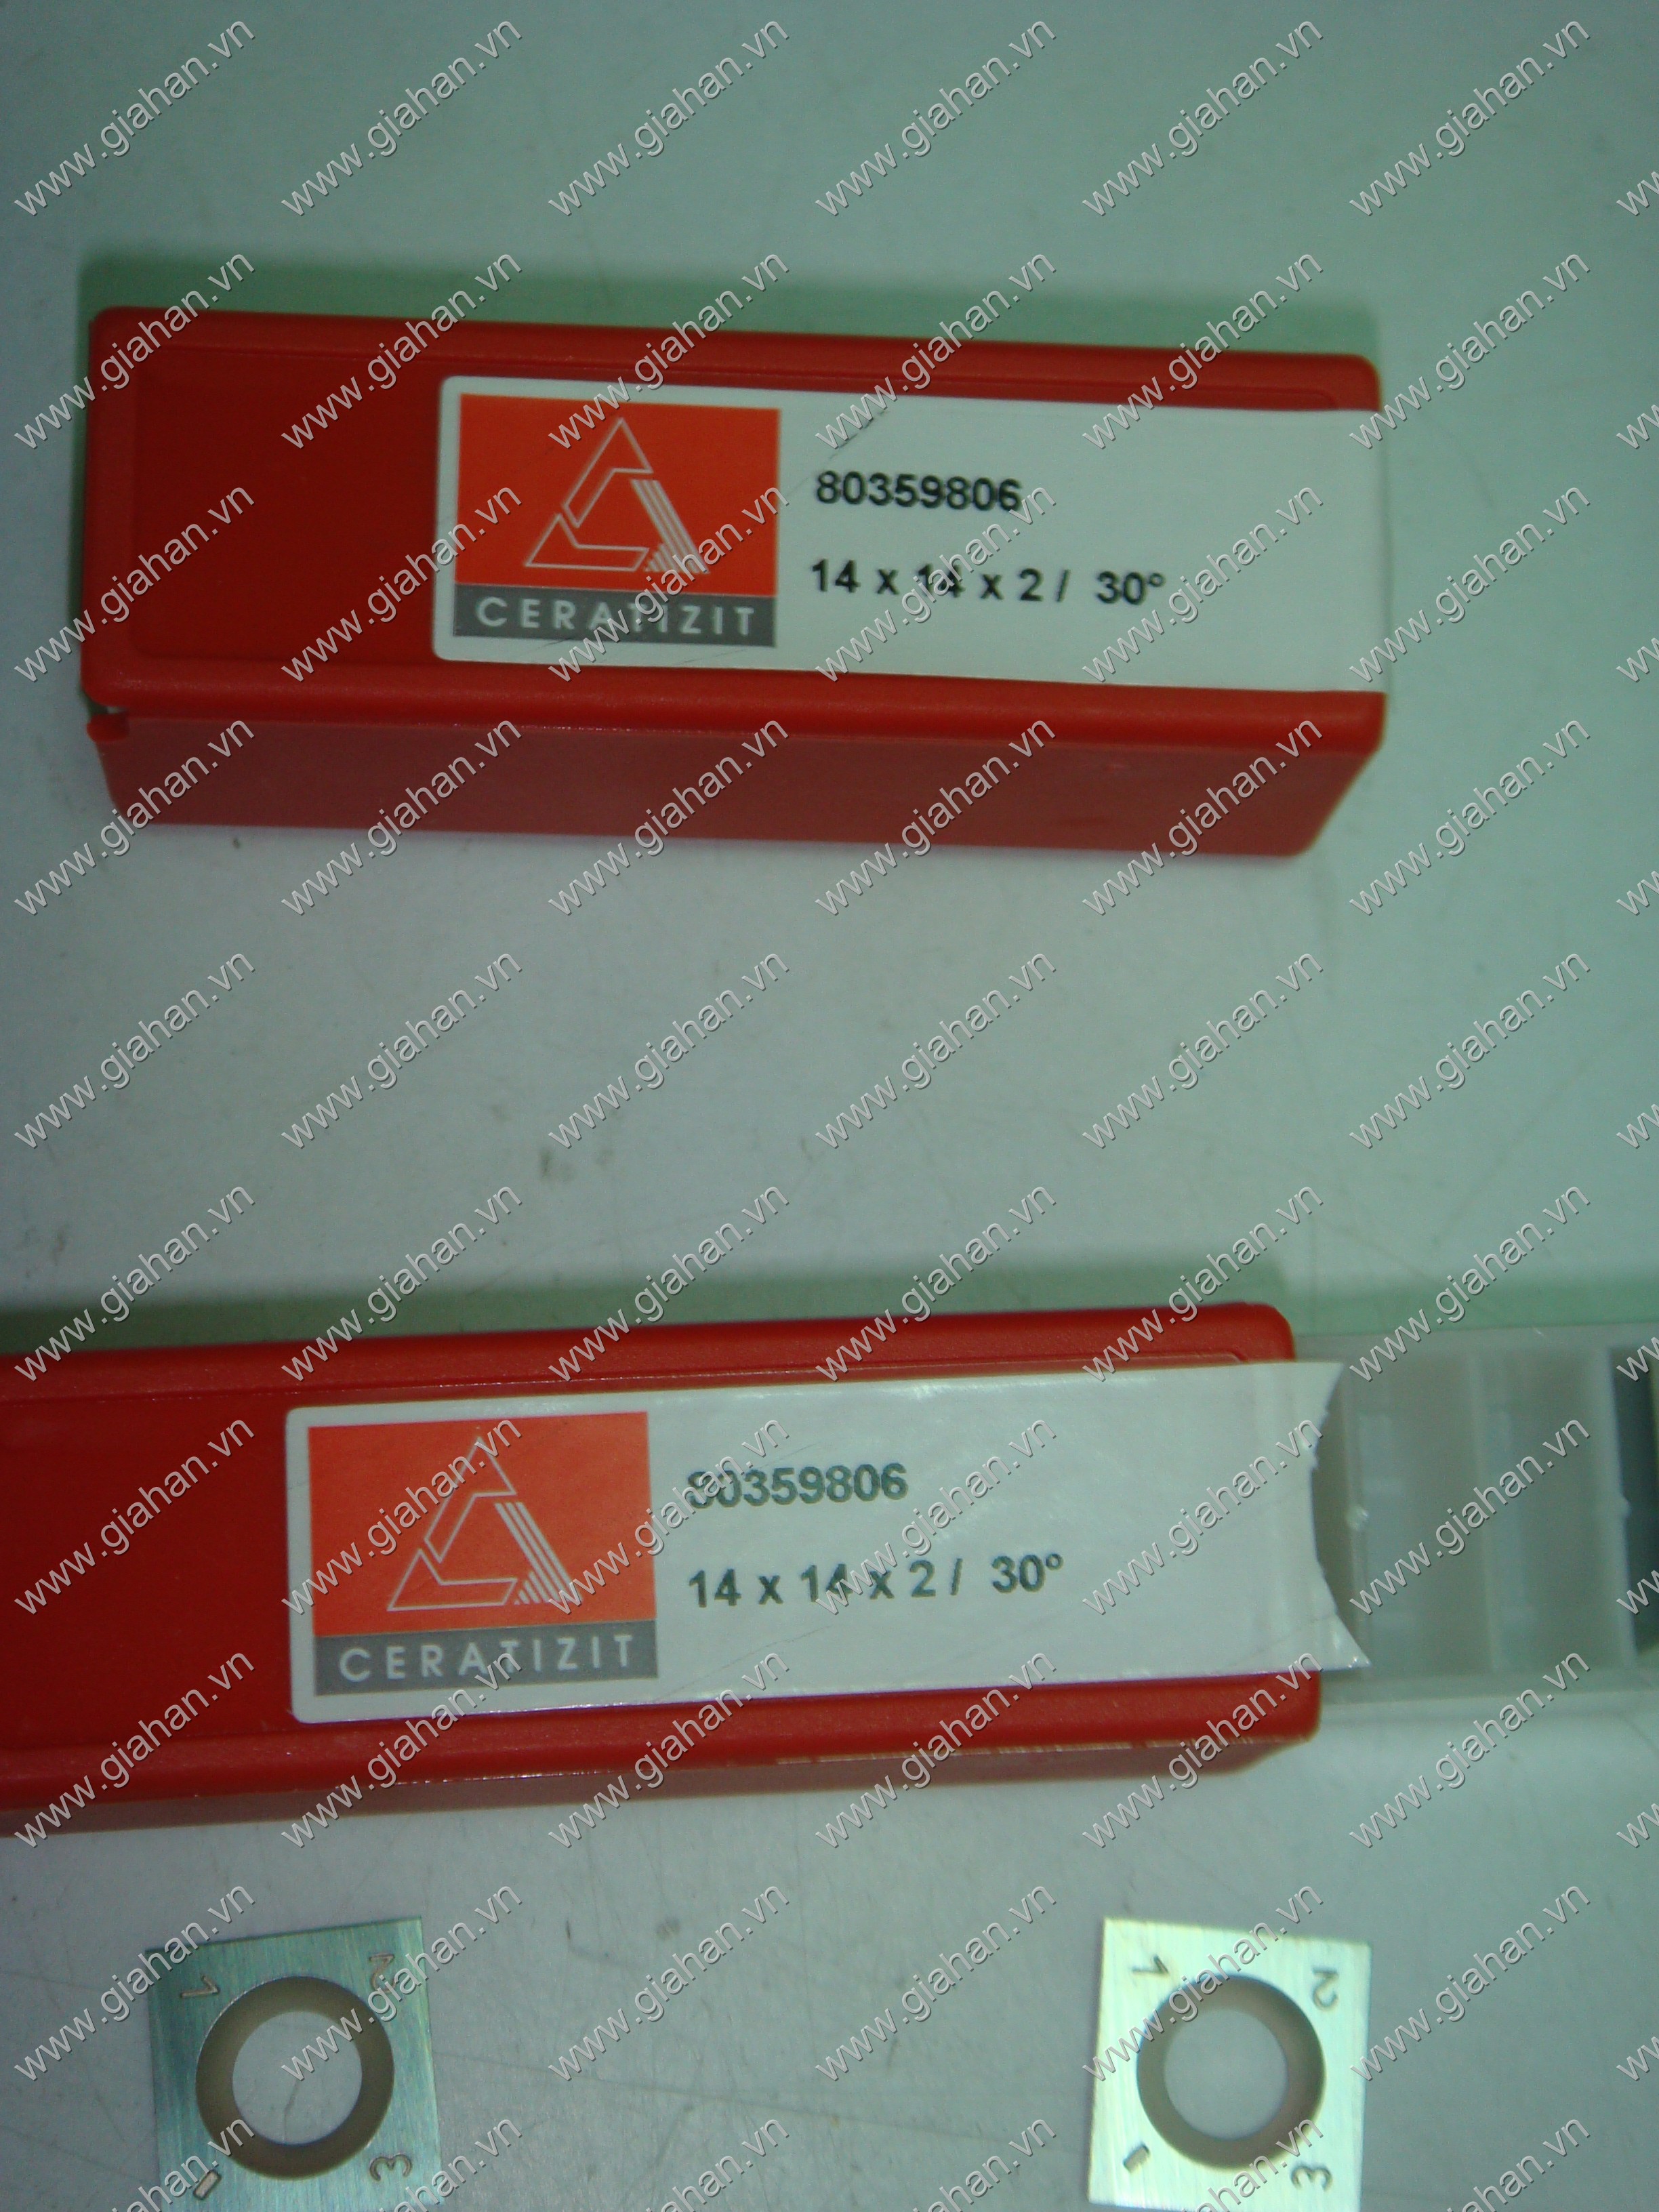 80359806
14 x 14 x 2 / 30°
CERATIZIT
80359806
14 x 14 x 2 / 30°
CERATIZIT
1 2
3
1 2
3
www.giahan.vn